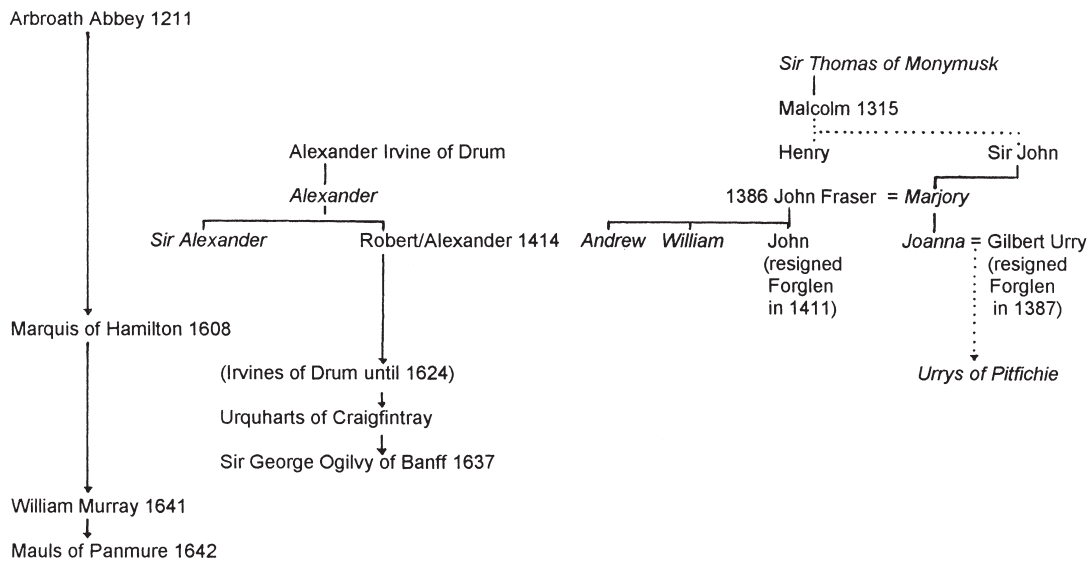 Arbroath Abbey 1211
Sir Thomas of Monymusk
Malcolm 1315
Alexander Irvine of Drum
Henry
Sir John
Alexander
1386 John Fraser = Marjory
Sir Alexander
Robert/Alexander 1414
Andrew
William
John
(resigned
Forglen
in 1411)
Joanna = Gilbert Urry
(resigned
Forglen
in 1387)
Marquis of Hamilton 1608
(Irvines of Drum until 1624)
Urrys of Pitfichie
Urquharts of Craigfintray
Sir George Ogilvy of Banff 1637
William Murray 1641
Mauls of Panmure 1642